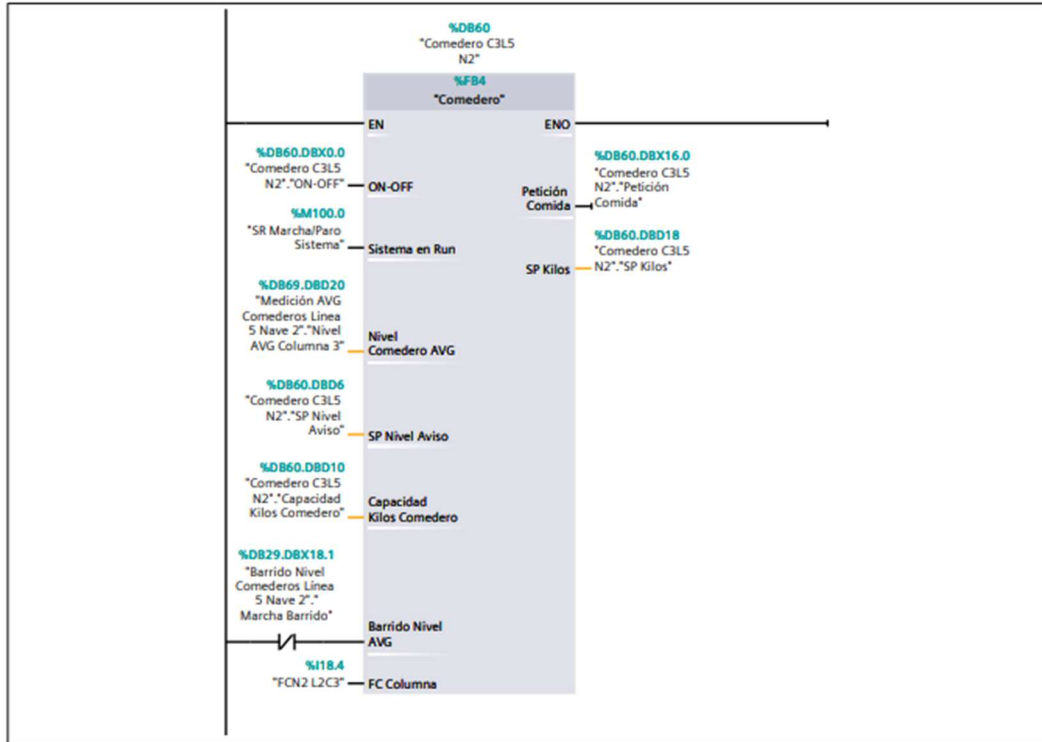 %DB60
"Comedero C3L5
N2"
%FB4
"Comedero"
EN
ENO
%DB60.DBX0.0
"Comedero C3L5
N2"."ON-OFF"
ON-OFF
%DB60.DBX16.0
"Comedero C3L5
N2"."Petición
Comida"
Petición
Comida
%M100.0
"SR Marcha/Paro
Sistema"
Sistema en Run
%DB60.DBD18
"Comedero C3L5
N2"."SP Kilos"
SP Kilos
%DB69.DBD20
"Medición AVG
Comederos Linea
5 Nave 2"."Nivel
AVG Columna 3"
Nivel
Comedero AVG
%DB60.DBD6
"Comedero C3L5
N2"."SP Nivel
Aviso"
SP Nivel Aviso
%DB60.DBD10
"Comedero C3L5
N2"."Capacidad
Kilos Comedero"
Capacidad
Kilos Comedero
%DB29.DBX18.1
"Barrido Nivel
Comederos Línea
5 Nave 2"."
Marcha Barrido"
Barrido Nivel
AVG
%I18.4
"FCN2 L2C3"
FC Columna